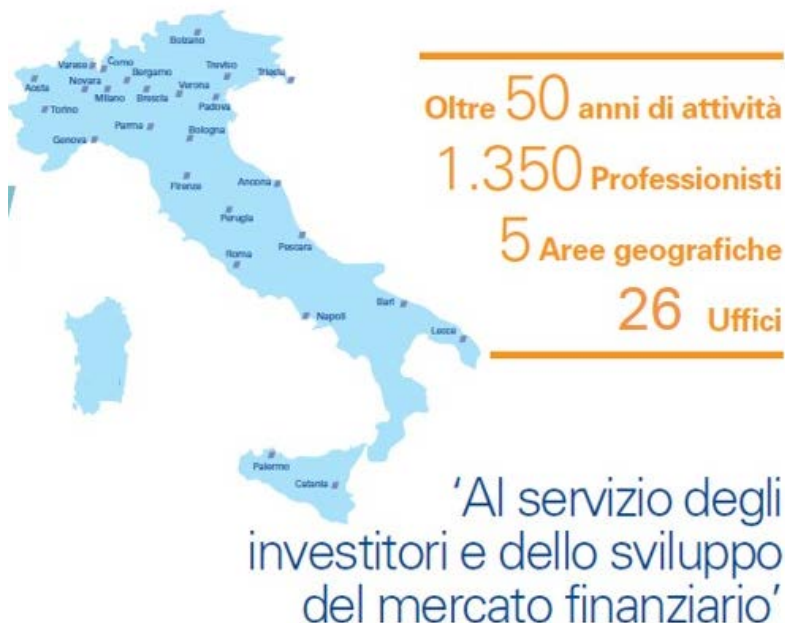 Bolzano
Varese
Como
Bergamo
Treviso
Trieste
Novara
Verona
Aosta
Milano
Brescia
Padova
Torino
Parma
Bologna
Genova
Firenze
Ancona
Perugia
Pescara
Roma
Bari
Napoli
Lecce
Palermo
Catania
Oltre 50 anni di attività
1.350 Professionisti
5 Aree geografiche
26 Uffici
'Al servizio degli
investitori e dello sviluppo
del mercato finanziario'